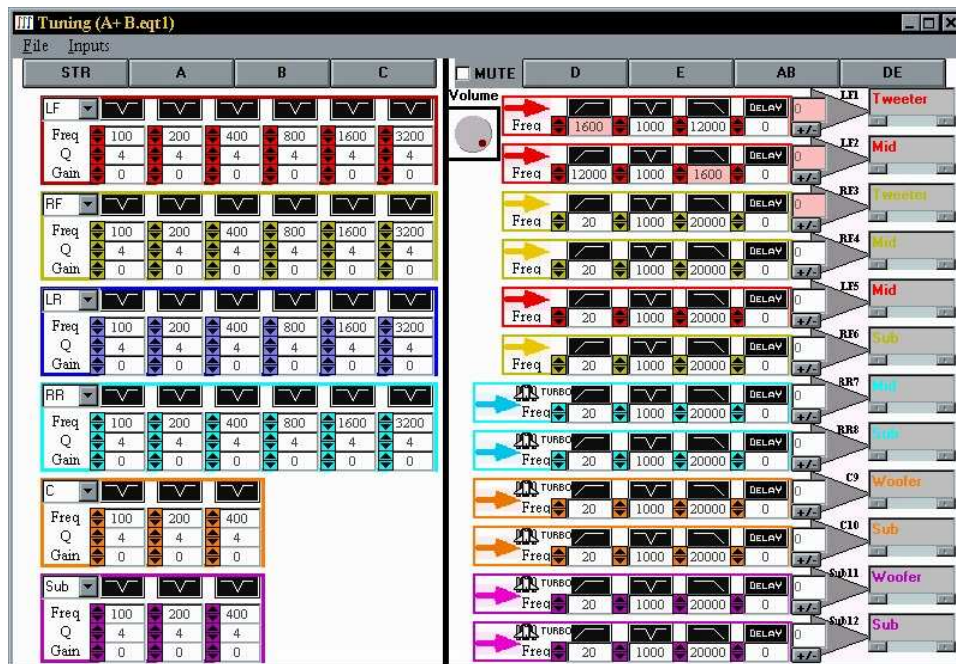 Tuning (A+B.eqt1)
File Inputs
STR A B C
LF
Freq 100 200 400 800 1600 3200
Q 4 4 4 4 4 4
Gain 0 0 0 0 0 0
RF
Freq 100 200 400 800 1600 3200
Q 4 4 4 4 4 4
Gain 0 0 0 0 0 0
LR
Freq 100 200 400 800 1600 3200
Q 4 4 4 4 4 4
Gain 0 0 0 0 0 0
RR
Freq 100 200 400 800 1600 3200
Q 4 4 4 4 4 4
Gain 0 0 0 0 0 0
C
Freq 100 200 400
Q 4 4 4
Gain 0 0 0
Sub
Freq 100 200 400
Q 4 4 4
Gain 0 0 0
MUTE D E AB DE
Volume
DELAY 0 LF1 Tweeter
Freq 1600 1000 12000 0 +/-
DELAY 0 LF2 Mid
Freq 12000 1000 1600 0 +/-
DELAY 0 RF3 Tweeter
Freq 20 1000 20000 0 +/-
DELAY 0 RF4 Mid
Freq 20 1000 20000 0 +/-
DELAY 0 LF5 Mid
Freq 20 1000 20000 0 +/-
DELAY 0 RF6 Sub
Freq 20 1000 20000 0 +/-
TURBO DELAY 0 RR7 Mid
Freq 20 1000 20000 0 +/-
TURBO DELAY 0 RR8 Sub
Freq 20 1000 20000 0 +/-
TURBO DELAY 0 C9 Woofer
Freq 20 1000 20000 0 +/-
TURBO DELAY 0 C10 Sub
Freq 20 1000 20000 0 +/-
TURBO DELAY 0 Sub11 Woofer
Freq 20 1000 20000 0 +/-
TURBO DELAY 0 Sub12 Sub
Freq 20 1000 20000 0 +/-